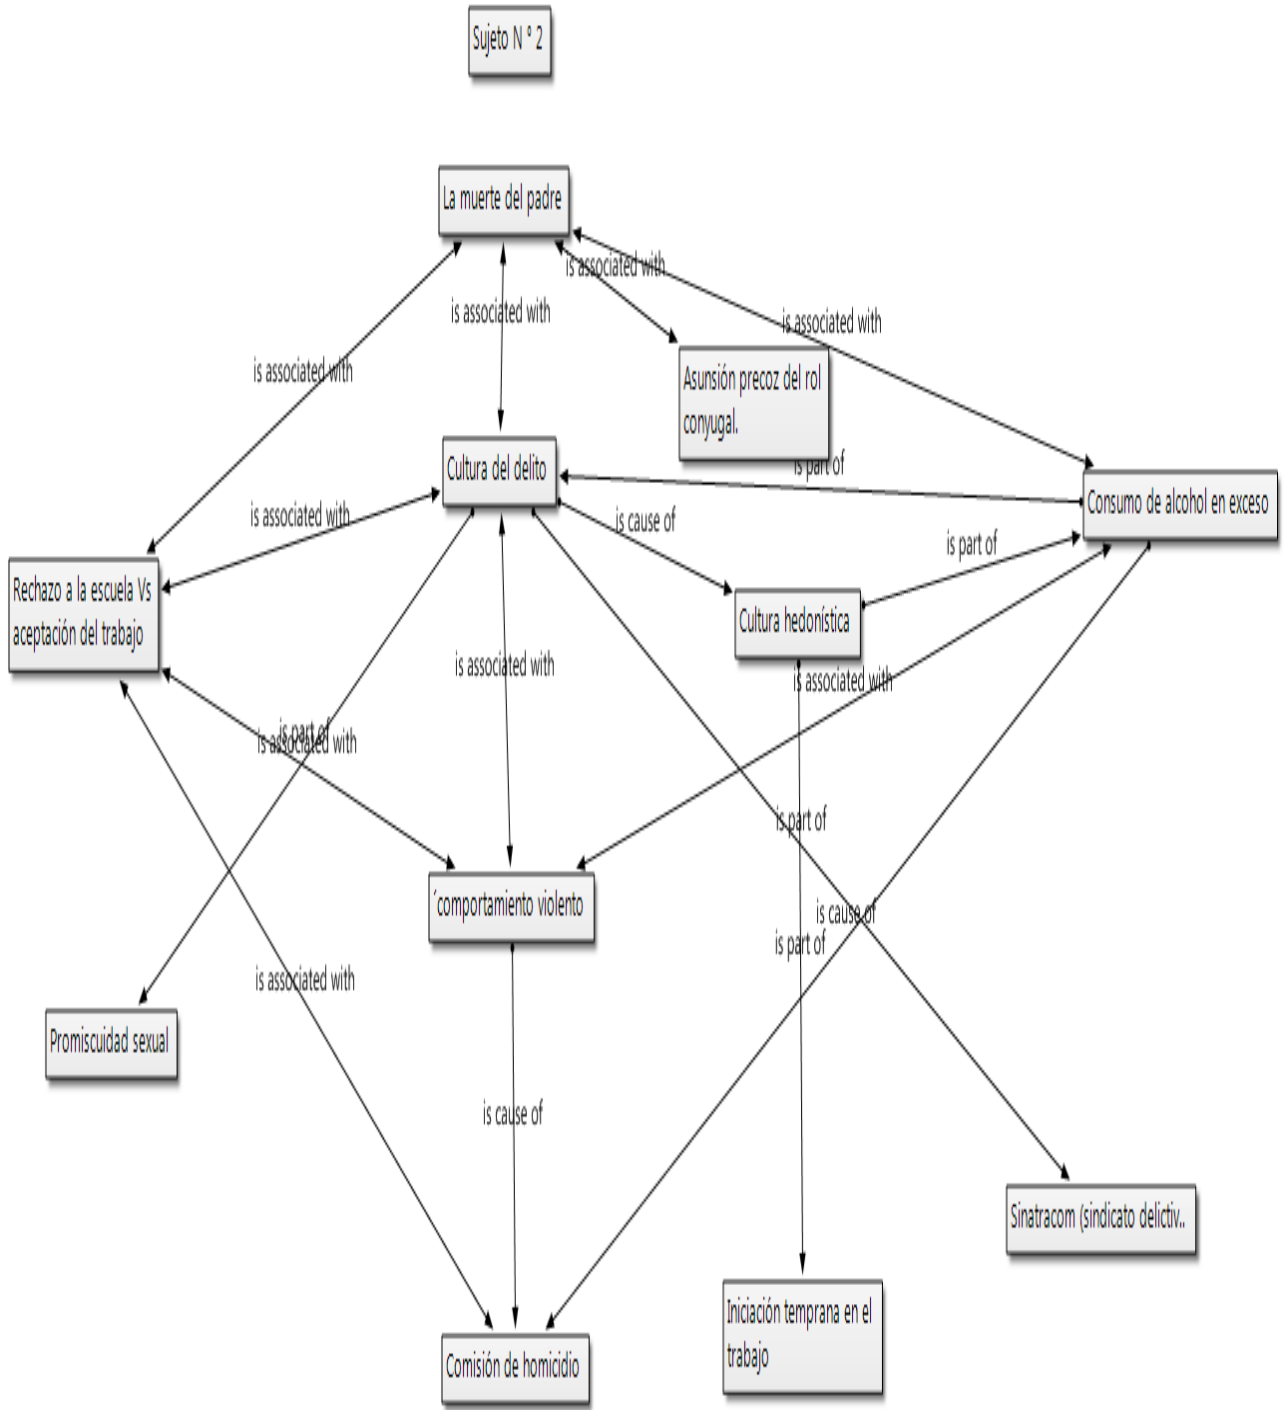 Sujeto N º 2
La muerte del padre
is associated with
is associated with
is associated with
is associated with
Asunsión precoz del rol
conyugal.
Cultura del delito
is part of
Consumo de alcohol en exceso
is associated with
is cause of
is part of
Rechazo a la escuela Vs
aceptación del trabajo
Cultura hedonística
is associated with
is associated with
is part of
is associated with
is part of
´comportamiento violento
is cause of
is part of
is associated with
Promiscuidad sexual
is cause of
Sinatracom (sindicato delictiv..
Iniciación temprana en el
trabajo
Comisión de homicidio